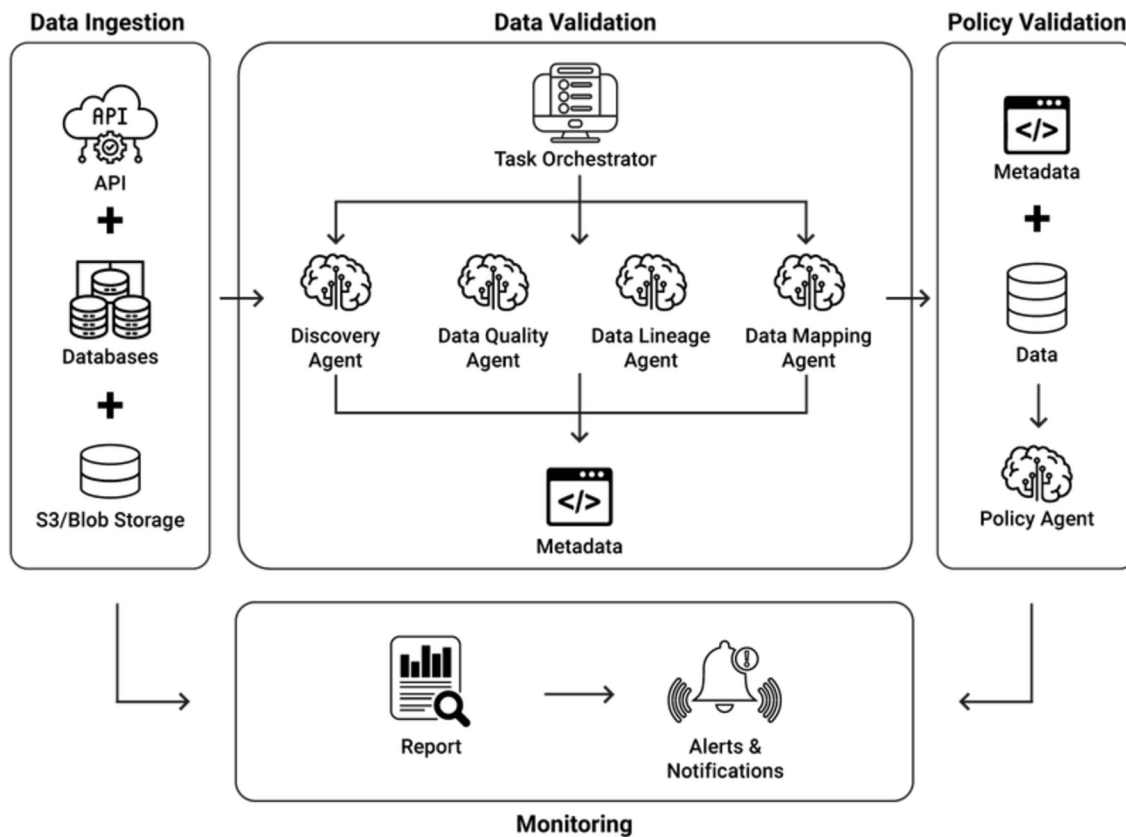 Data Ingestion
Data Validation
Policy Validation
API
API
Databases
S3/Blob Storage
Task Orchestrator
Discovery
Agent
Data Quality
Agent
Data Lineage
Agent
Data Mapping
Agent
</>
Metadata
</>
Metadata
Data
Policy Agent
Report
Alerts &
Notifications
Monitoring